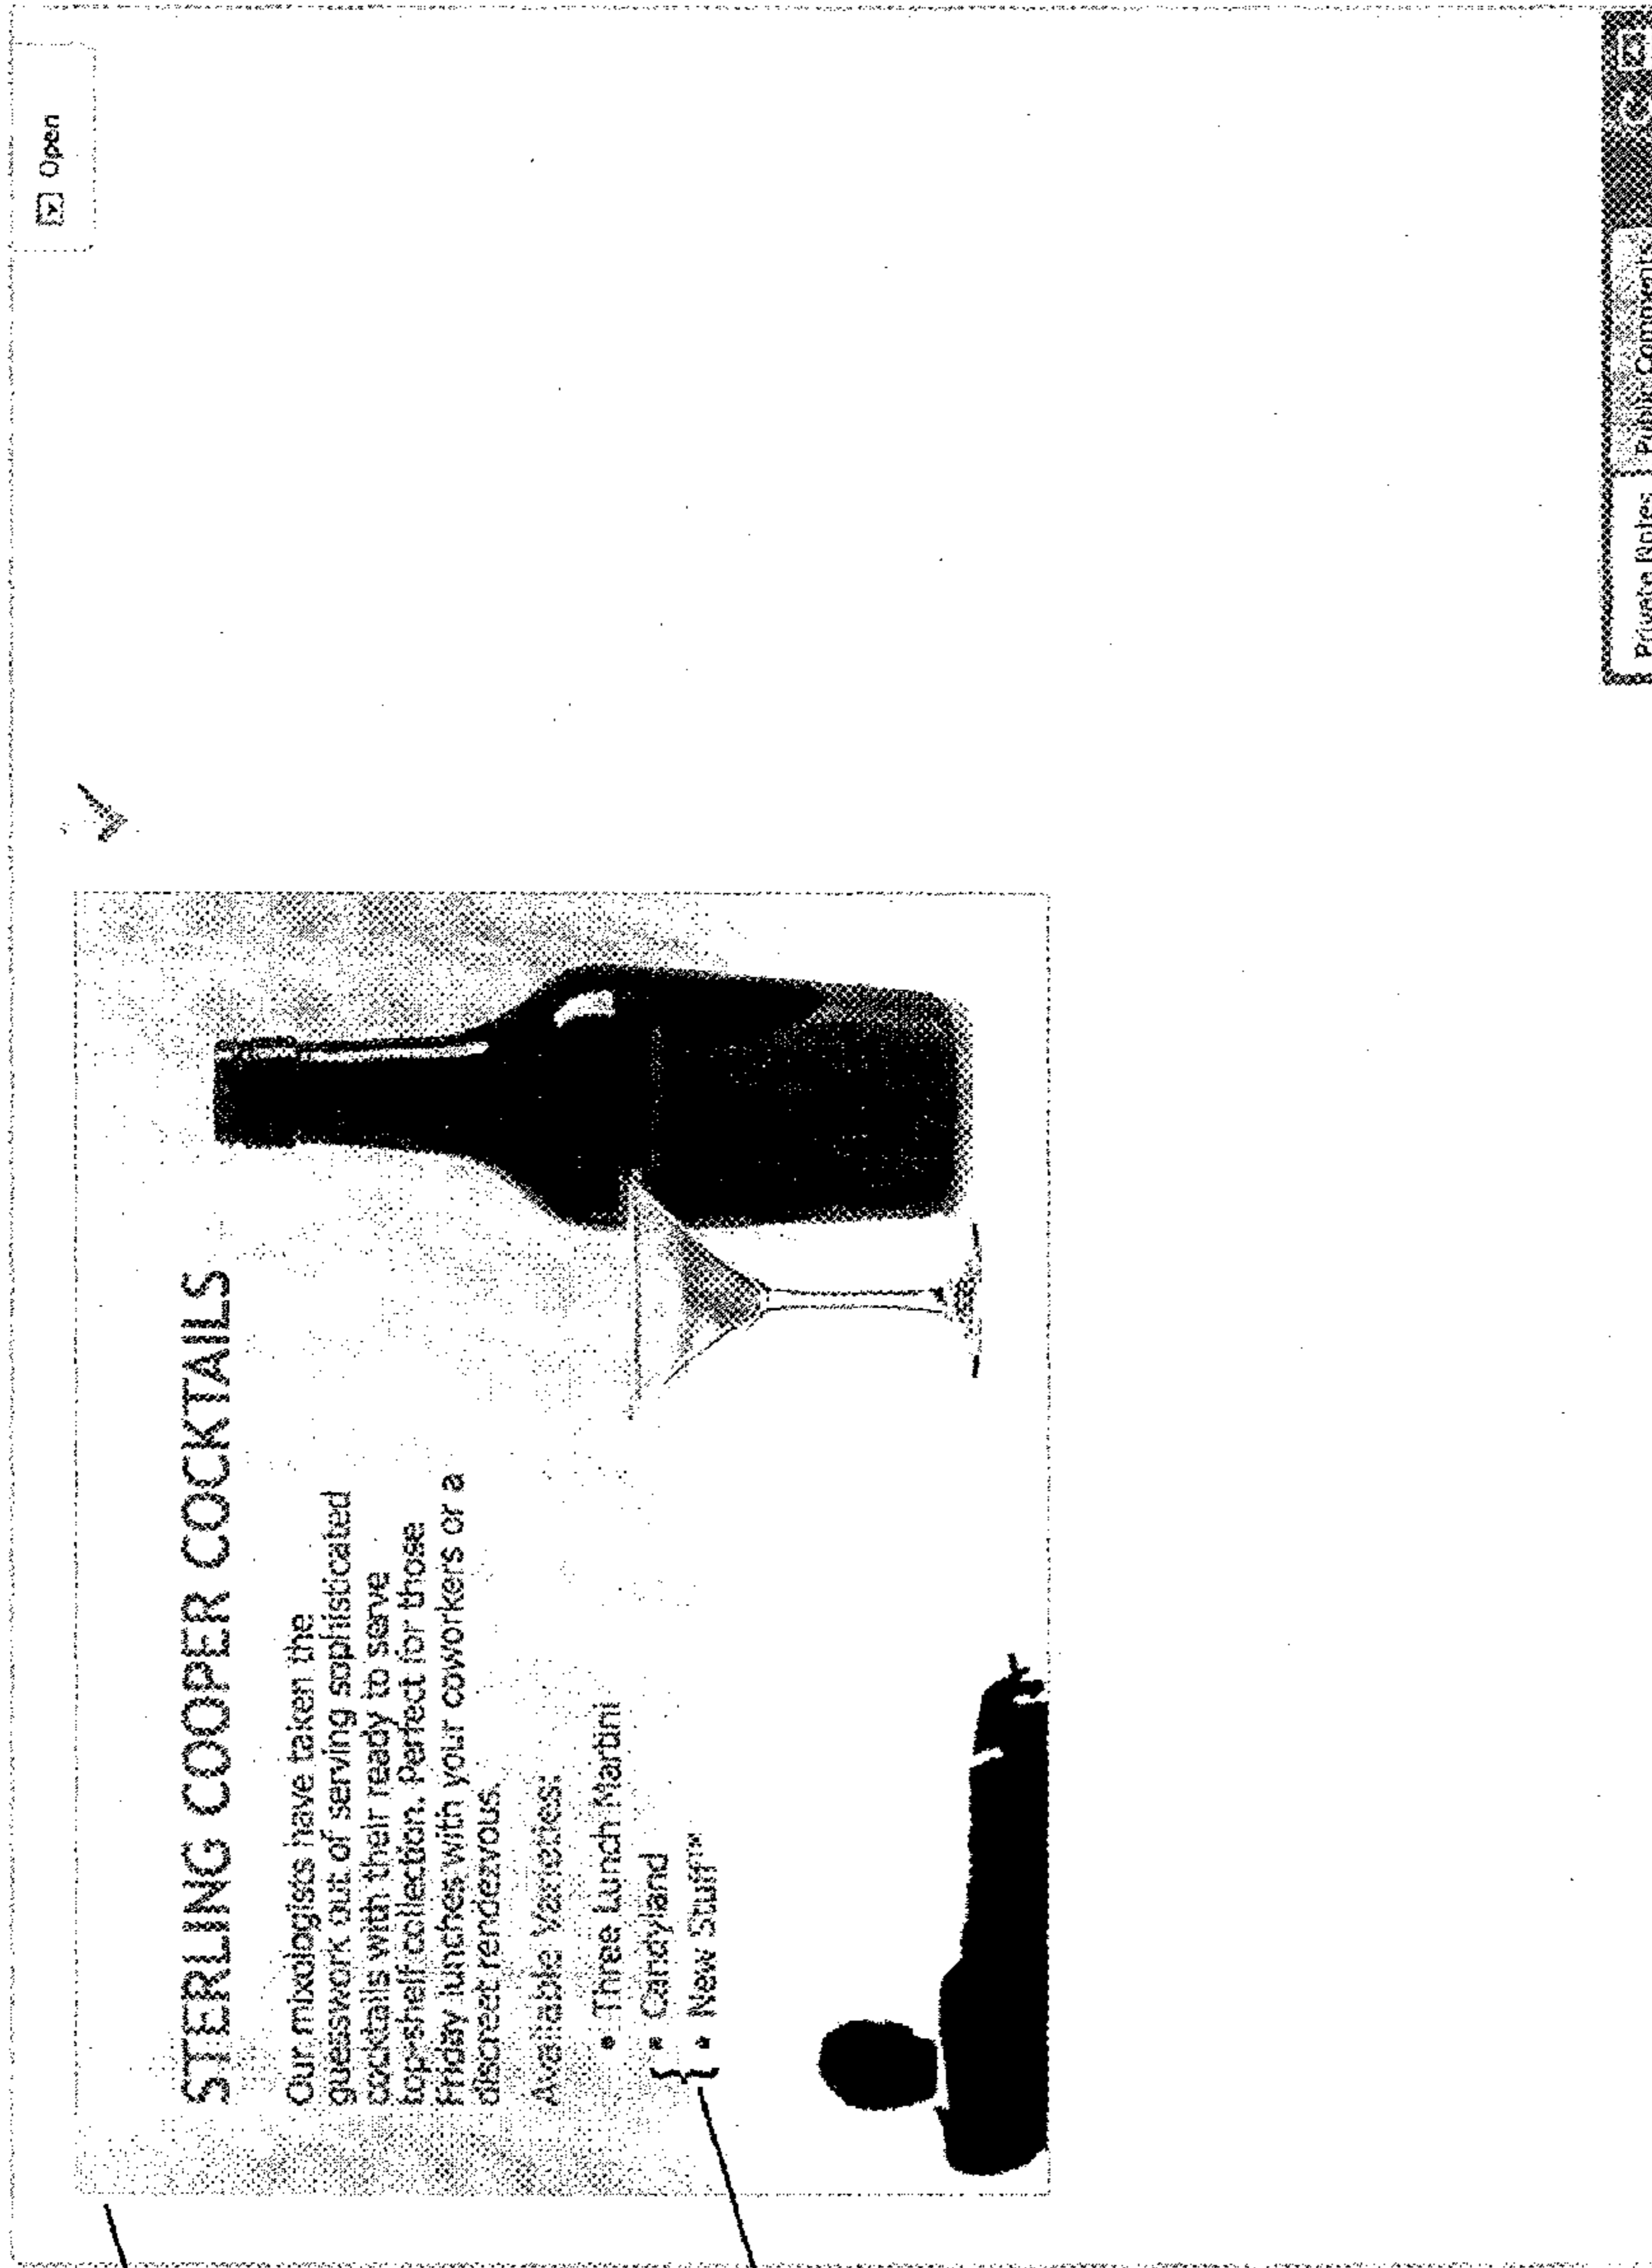 Open
STERLING COOPER COCKTAILS
Our mixologists have taken the
guesswork out of serving sophisticated
cocktails with their ready to serve
top-shelf collection. Perfect for those
Friday lunches with your coworkers or a
discreet rendezvous.
Available Varieties:
• Three Lunch Martini
• Candyland
• New Stuff™
Private Notes
Public Comments